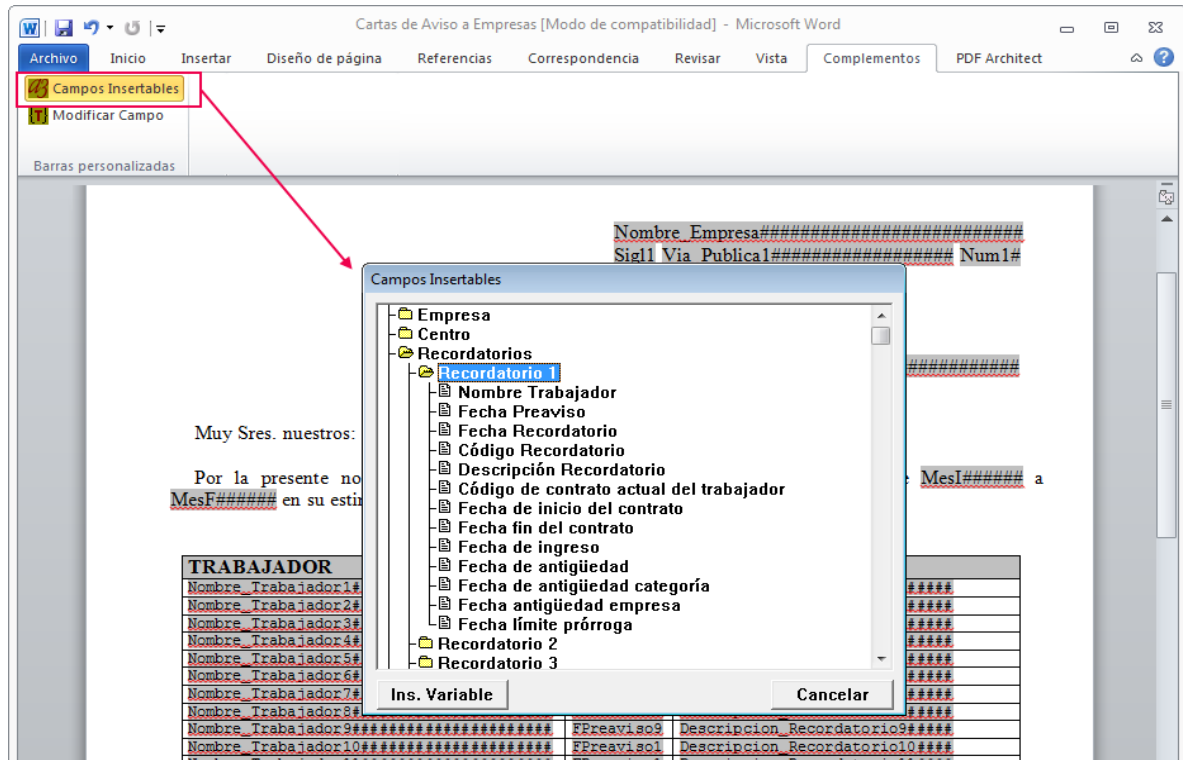 Cartas de Aviso a Empresas [Modo de compatibilidad] - Microsoft Word
Archivo Inicio Insertar Diseño de página Referencias Correspondencia Revisar Vista Complementos PDF Architect
Campos Insertables
Modificar Campo
Barras personalizadas
Nombre_Empresa##########################
Sigl1 Via_Publica1################## Num1#
Campos Insertables
Empresa
Centro
Recordatorios
Recordatorio 1
Nombre Trabajador
Fecha Preaviso
Fecha Recordatorio
Código Recordatorio
Descripción Recordatorio
Código de contrato actual del trabajador
Fecha de inicio del contrato
Fecha fin del contrato
Fecha de ingreso
Fecha de antigüedad
Fecha de antigüedad categoría
Fecha antigüedad empresa
Fecha límite prórroga
Recordatorio 2
Recordatorio 3
Ins. Variable Cancelar
###########
Muy Sres. nuestros:
Por la presente no MesI###### a
MesF###### en su
TRABAJADOR
Nombre_Trabajador1# #####
Nombre_Trabajador2# #####
Nombre_Trabajador3# #####
Nombre_Trabajador4# #####
Nombre_Trabajador5# #####
Nombre_Trabajador6# #####
Nombre_Trabajador7# #####
Nombre_Trabajador8#
Nombre_Trabajador9###################### FPreaviso9 Descripcion_Recordatorio9#####
Nombre_Trabajador10##################### FPreaviso1 Descripcion_Recordatorio10####